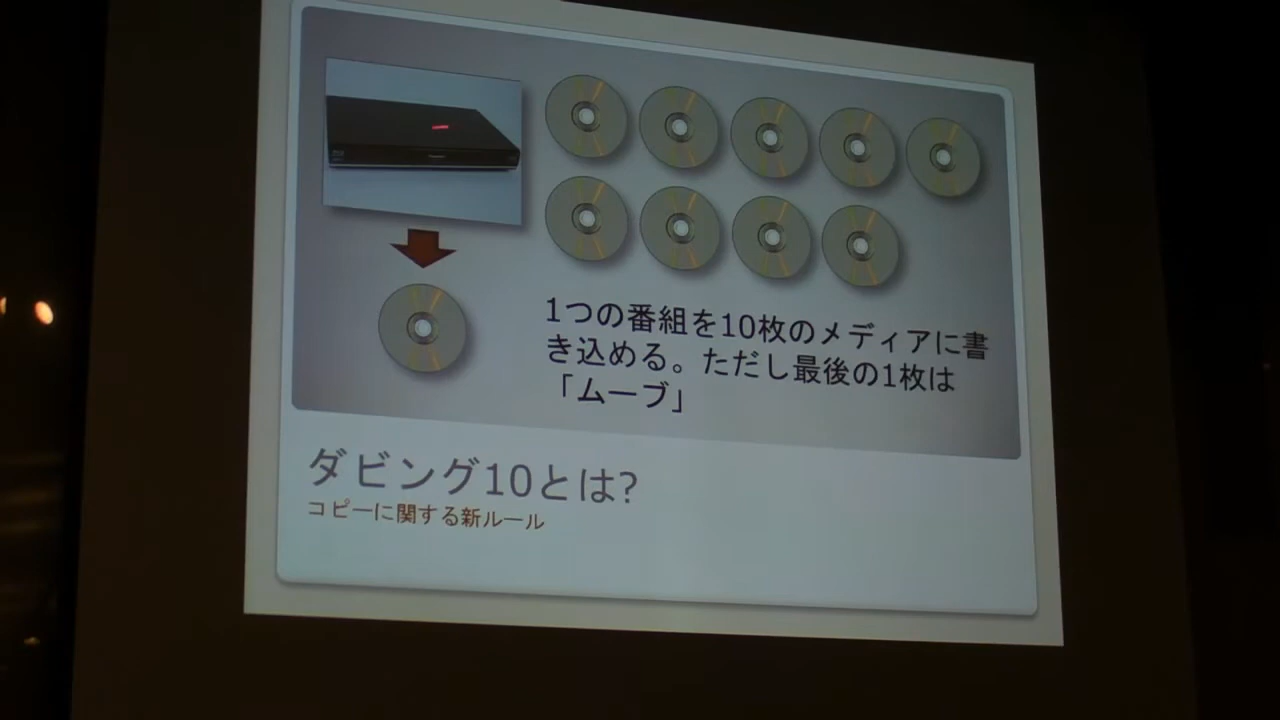 1つの番組を10枚のメディアに書
き込める。ただし最後の1枚は
「ムーブ」
ダビング10とは?
コピーに関する新ルール